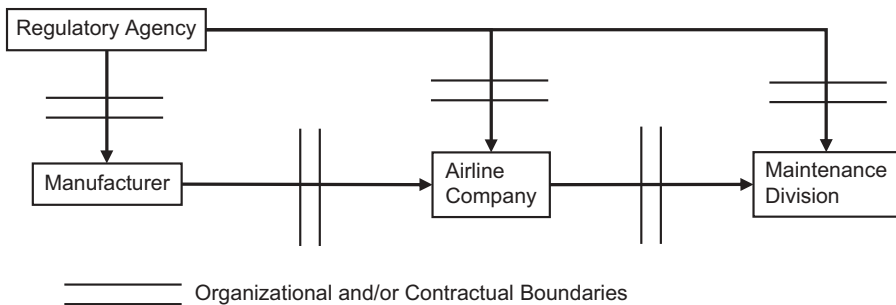 Regulatory Agency
Manufacturer
Airline
Company
Maintenance
Division
Organizational and/or Contractual Boundaries